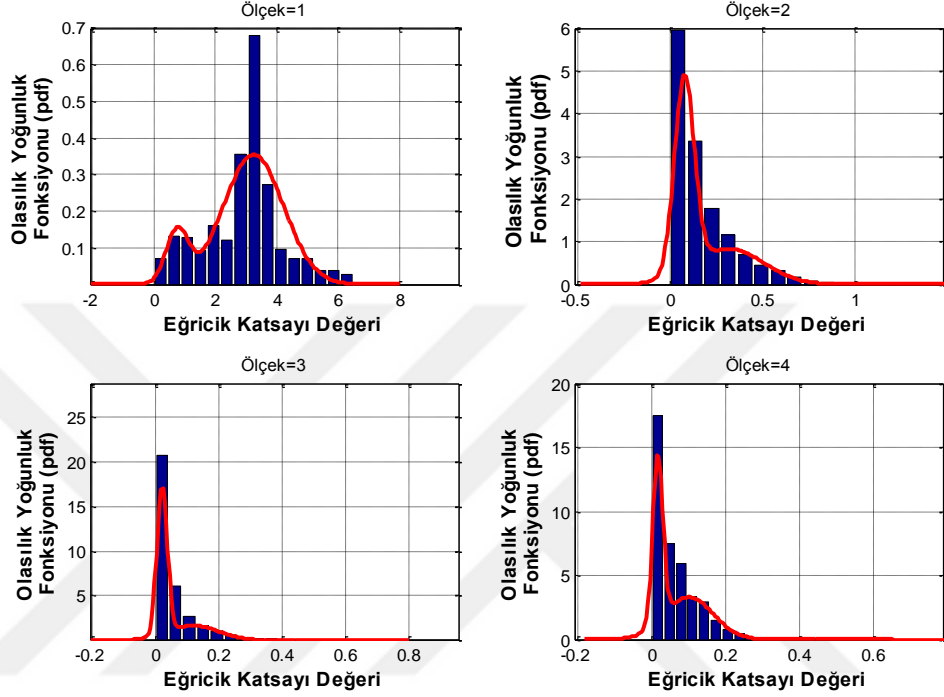 Ölçek=1
Olasılık Yoğunluk
Fonksiyonu (pdf)
0.7
0.6
0.5
0.4
0.3
0.2
0.1
-2
0
2
4
6
8
Eğricik Katsayı Değeri
Ölçek=2
Olasılık Yoğunluk
Fonksiyonu (pdf)
6
5
4
3
2
1
0
-0.5
0
0.5
1
Eğricik Katsayı Değeri
Ölçek=3
Olasılık Yoğunluk
Fonksiyonu (pdf)
25
20
15
10
5
-0.2
0
0.2
0.4
0.6
0.8
Eğricik Katsayı Değeri
Ölçek=4
Olasılık Yoğunluk
Fonksiyonu (pdf)
20
15
10
5
0
-0.2
0
0.2
0.4
0.6
Eğricik Katsayı Değeri